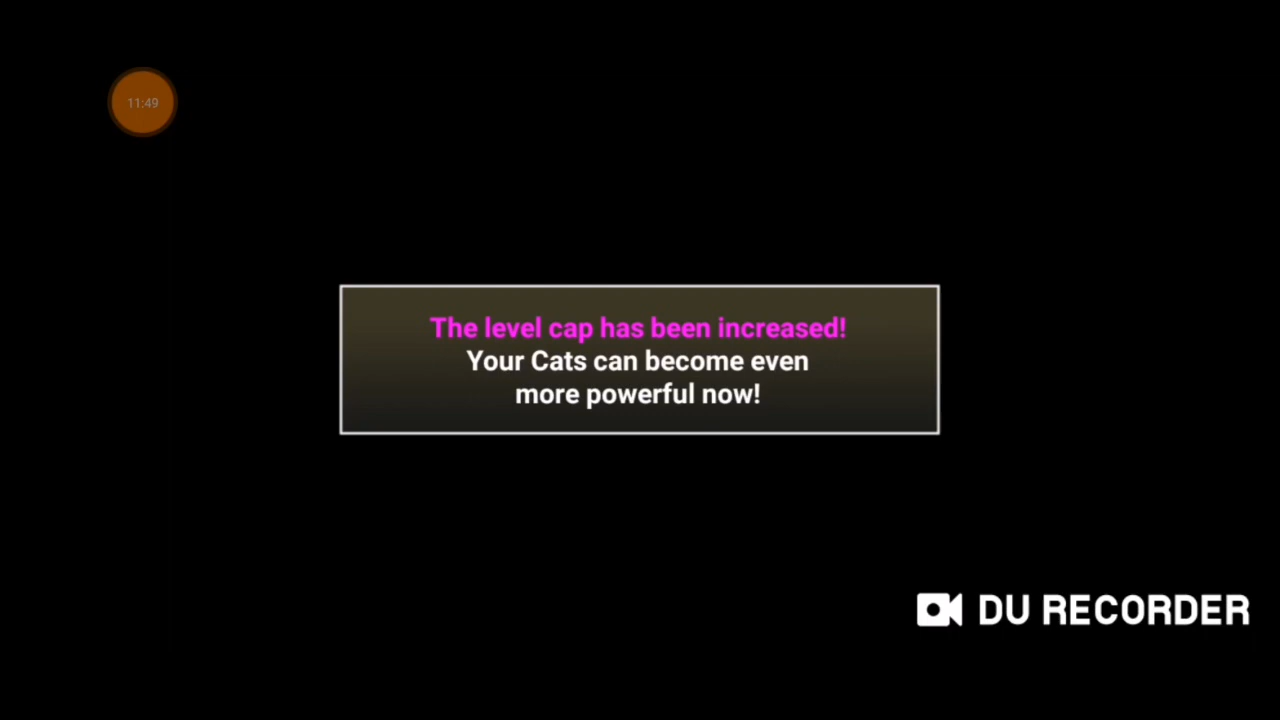 11:49
The level cap has been increased!
Your Cats can become even
more powerful now!
DU RECORDER